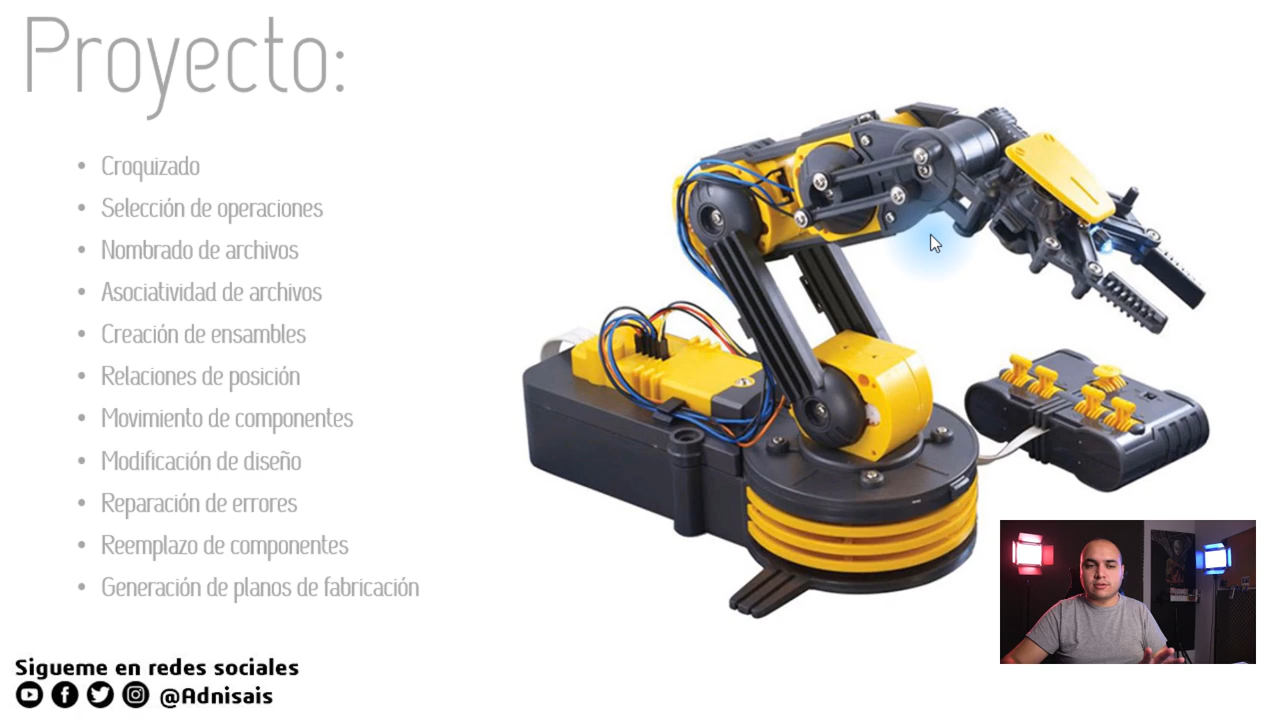 Proyecto:
• Croquizado
• Selección de operaciones
• Nombrado de archivos
• Asociatividad de archivos
• Creación de ensambles
• Relaciones de posición
• Movimiento de componentes
• Modificación de diseño
• Reparación de errores
• Reemplazo de componentes
• Generación de planos de fabricación
Sigueme en redes sociales
@Adnisais